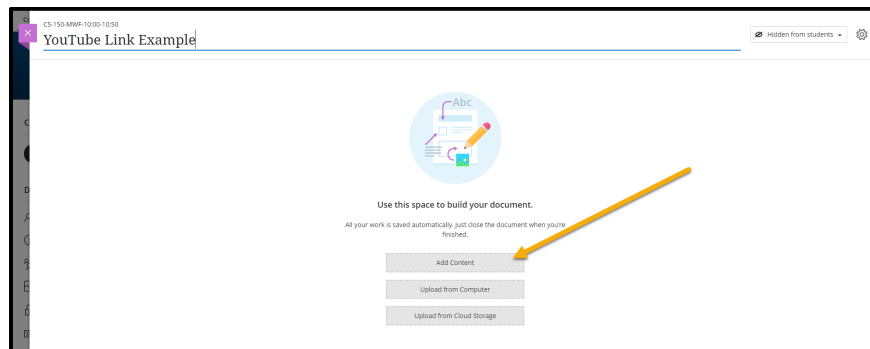 CS-150-MWF-10:00-10:50
YouTube Link Example
Hidden from students
Abc
Use this space to build your document.
All your work is saved automatically. Just close the document when you're
finished.
Add Content
Upload from Computer
Upload from Cloud Storage